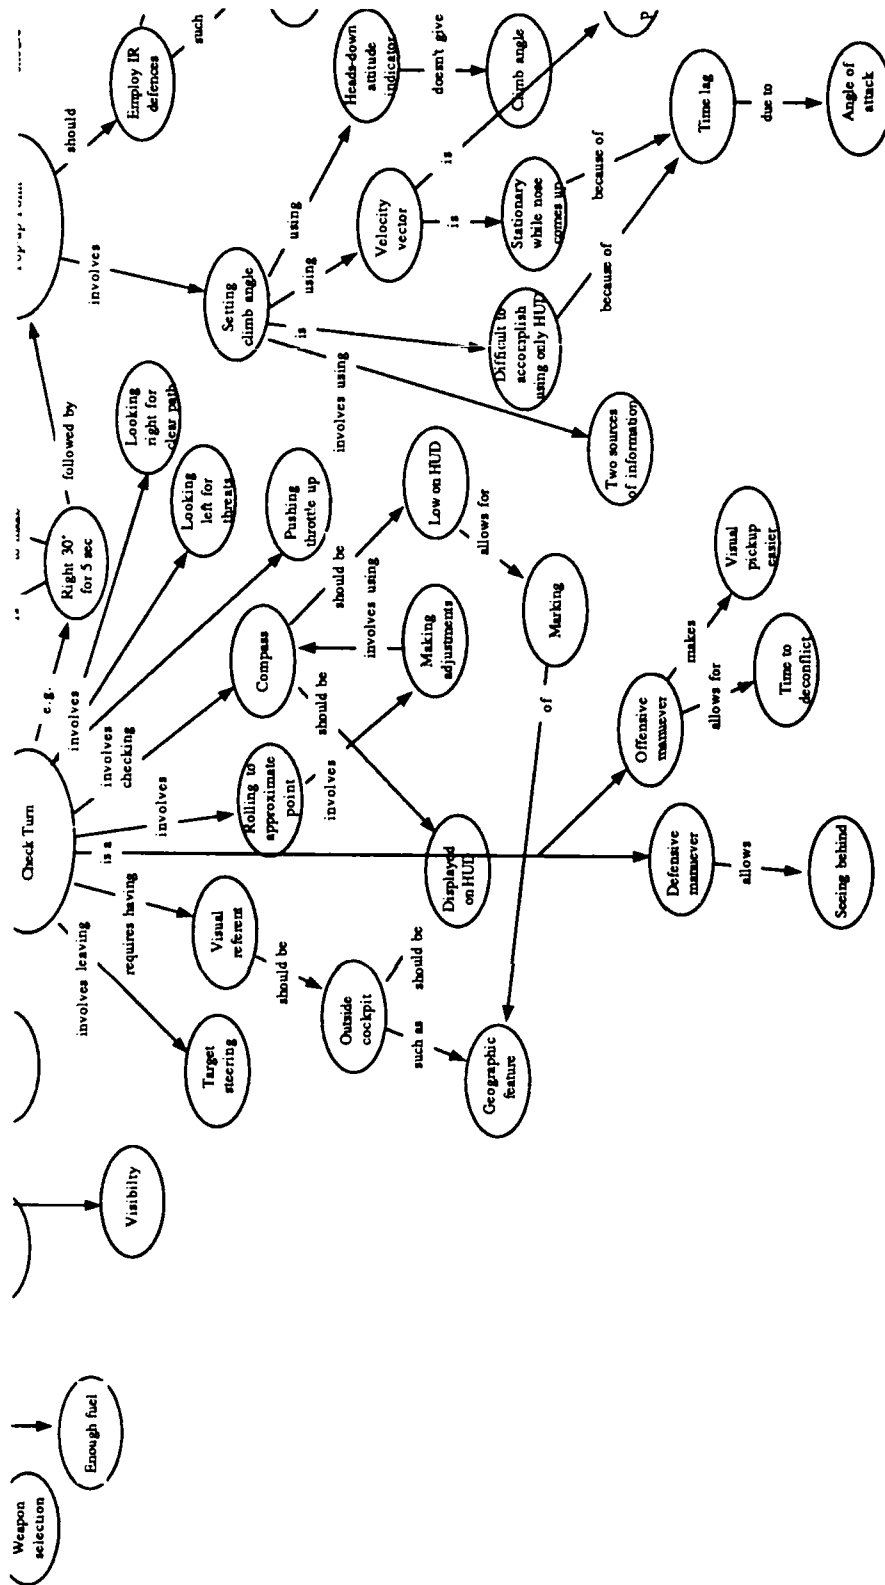 Weapon
selection
Enough fuel
Visibilty
Check Turn
involves leaving
requires having
is a
involves
involves
checking
involves
e.g.
Right 30°
for 5 sec
followed by
involves
should
Employ IR
defences
such
Looking
right for
clear path
Looking
left for
threats
Target
steering
Visual
referent
Rolling to
approximate
point
Compass
Pushing
throttle up
Setting
climb angle
should be
involves
should be
should be
involves using
is
using
using
Outside
cockpit
such as
should be
Making
adjustments
involves using
Low on HUD
Velocity
vector
Heads-down
attitude
indicator
doesn't give
is
is
allows for
Displayed
on HUD
Geographic
feature
of
Marking
Difficult to
accomplish
using only HUD
Stationary
while nose
comes up
Climb angle
because of
because of
Two sources
of information
Offensive
manuever
makes
allows for
Defensive
manuever
allows
Time lag
due to
Visual
pickup
easier
Time to
deconflict
Seeing behind
Angle of
attack